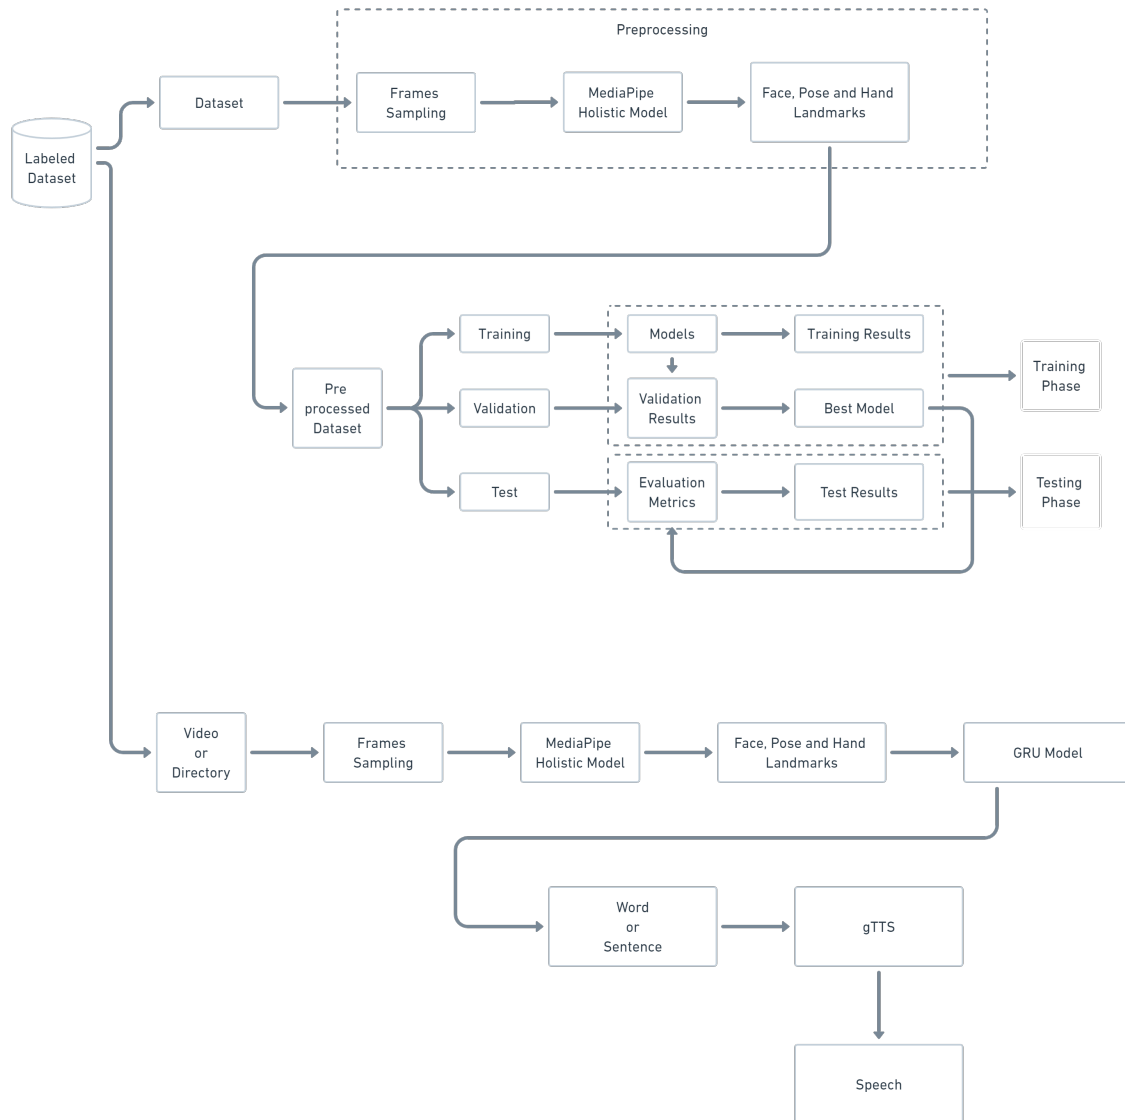 Preprocessing
Dataset
Frames
Sampling
MediaPipe
Holistic Model
Face, Pose and Hand
Landmarks
Labeled
Dataset
Training
Models
Training Results
Training
Phase
Pre
processed
Dataset
Validation
Validation
Results
Best Model
Test
Evaluation
Metrics
Test Results
Testing
Phase
Video
or
Directory
Frames
Sampling
MediaPipe
Holistic Model
Face, Pose and Hand
Landmarks
GRU Model
Word
or
Sentence
gTTS
Speech